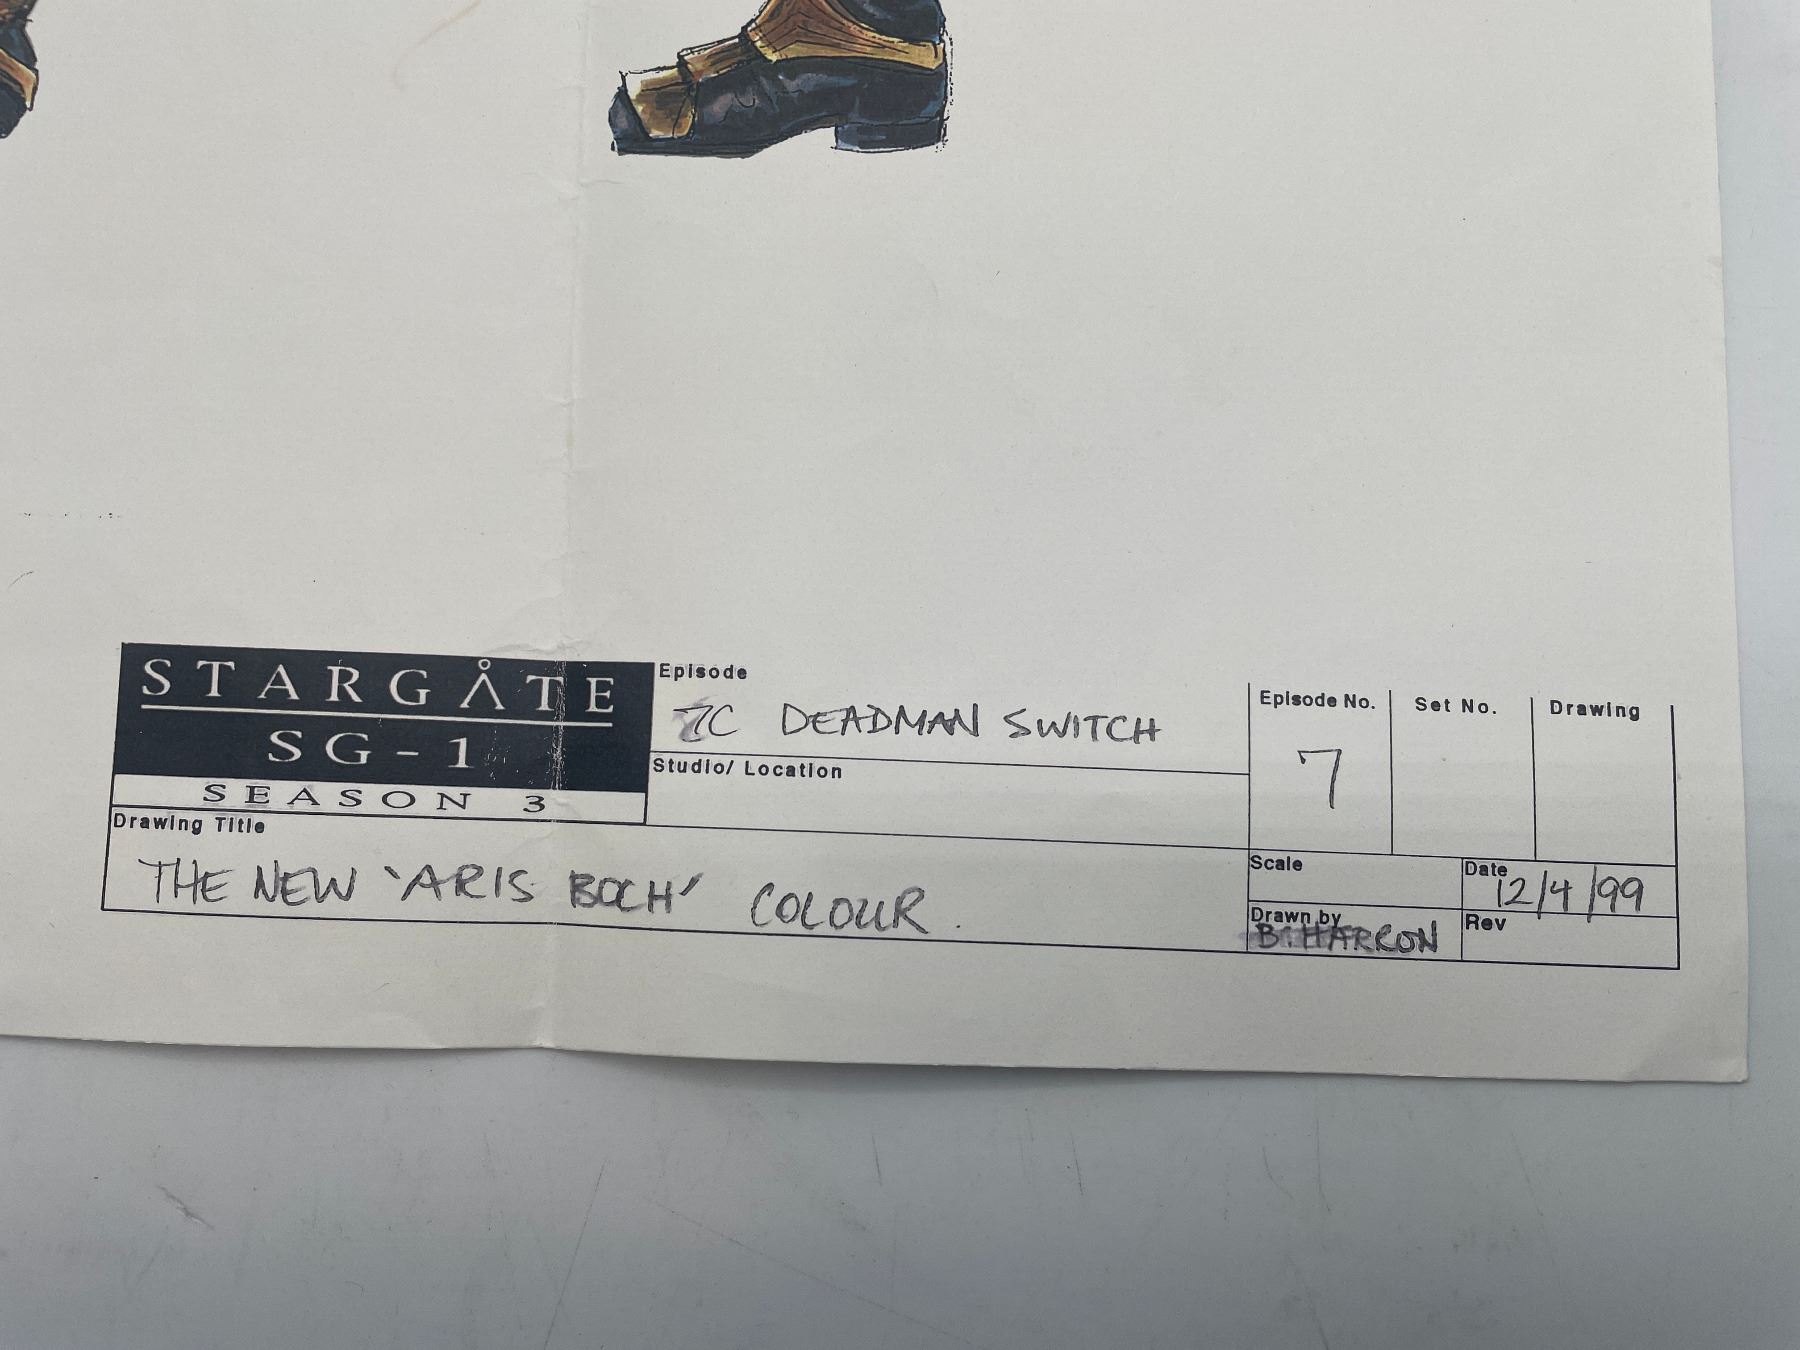 STARGATE
SG-1
SEASON 3
Episode
7C DEADMAN SWITCH
Studio/ Location
Episode No.
7
Set No.
Drawing
Drawing Title
THE NEW 'ARIS BOCH' COLOUR.
Scale
Date
12/4/99
Drawn by
B. HARRON
Rev